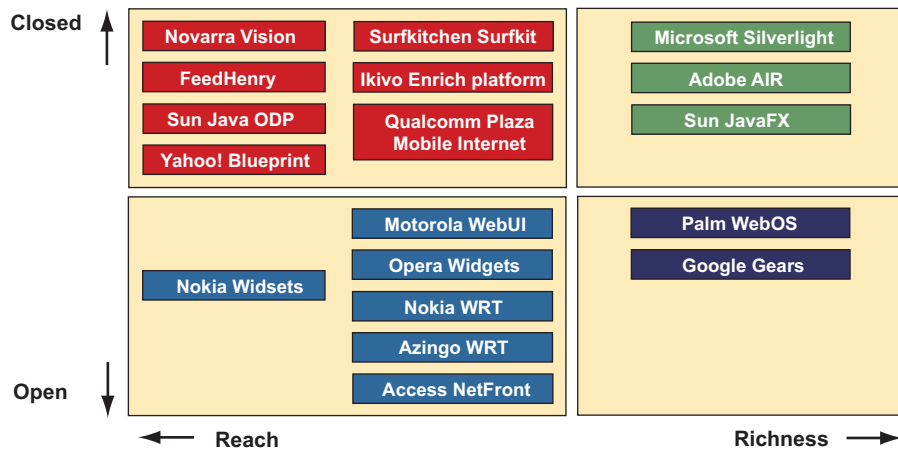 Closed
Novarra Vision
FeedHenry
Sun Java ODP
Yahoo! Blueprint
Surfkitchen Surfkit
Ikivo Enrich platform
Qualcomm Plaza
Mobile Internet
Microsoft Silverlight
Adobe AIR
Sun JavaFX
Nokia Widsets
Motorola WebUI
Opera Widgets
Nokia WRT
Azingo WRT
Access NetFront
Palm WebOS
Google Gears
Open
Reach
Richness